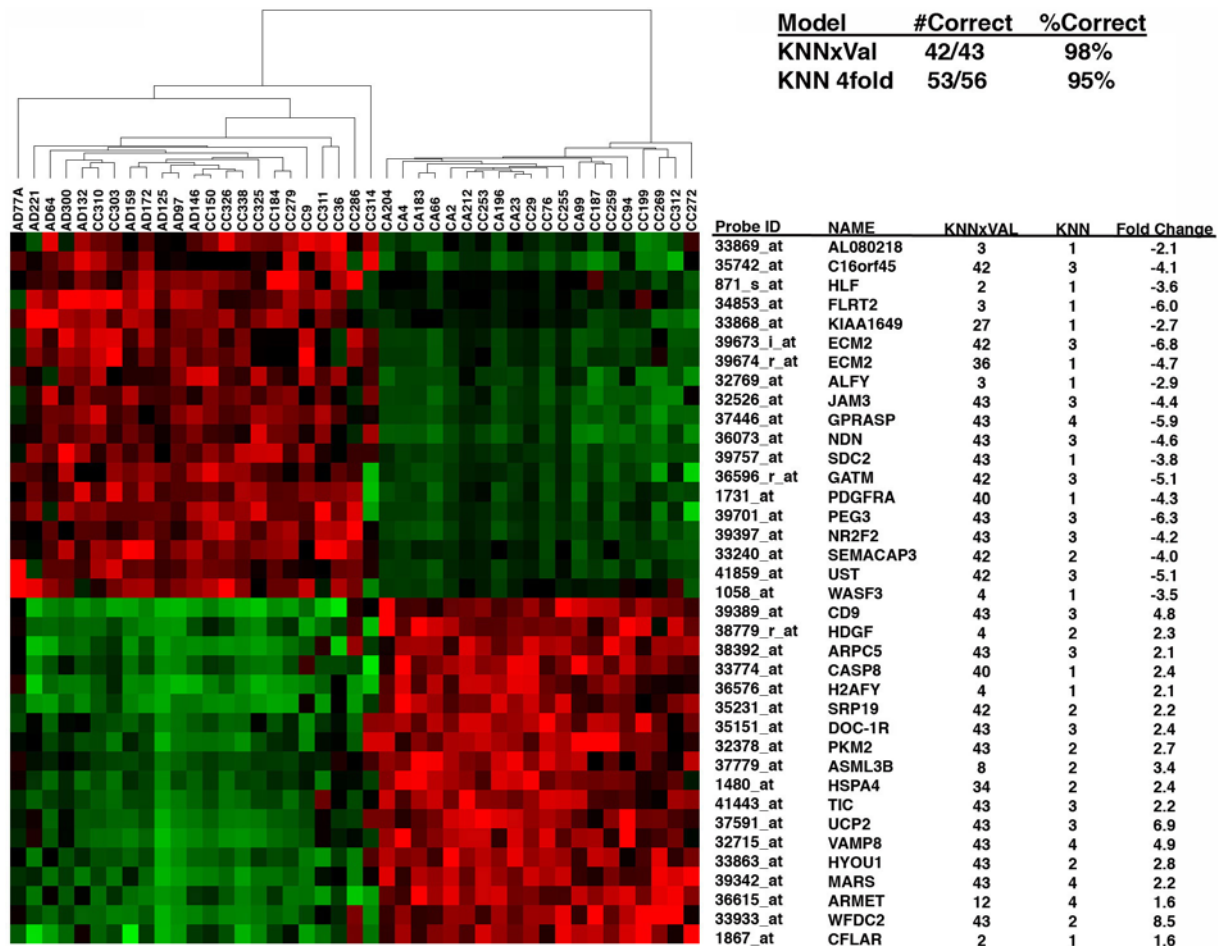 Model #Correct %Correct
KNNxVal 42/43 98%
KNN 4fold 53/56 95%
AD77A AD221 AD64 AD300 AD132 CC310 CC303 AD159 AD172 AD125 AD97 AD146 CC150 CC326 CC338 CC325 CC184 CC279 CC9 CC311 CC36 CC286 CC314 CA204 CA4 CA183 CA66 CA2 CA212 CC253 CA196 CA23 CC29 CC76 CC255 CA99 CC187 CC259 CC94 CC199 CC269 CC312 CC272
Probe ID NAME KNNxVAL KNN Fold Change
33869_at AL080218 3 1 -2.1
35742_at C16orf45 42 3 -4.1
871_s_at HLF 2 1 -3.6
34853_at FLRT2 3 1 -6.0
33868_at KIAA1649 27 1 -2.7
39673_i_at ECM2 42 3 -6.8
39674_r_at ECM2 36 1 -4.7
32769_at ALFY 3 1 -2.9
32526_at JAM3 43 3 -4.4
37446_at GPRASP 43 4 -5.9
36073_at NDN 43 3 -4.6
39757_at SDC2 43 1 -3.8
36596_r_at GATM 42 3 -5.1
1731_at PDGFRA 40 1 -4.3
39701_at PEG3 43 3 -6.3
39397_at NR2F2 43 3 -4.2
33240_at SEMACAP3 42 2 -4.0
41859_at UST 42 3 -5.1
1058_at WASF3 4 1 -3.5
39389_at CD9 43 3 4.8
38779_r_at HDGF 4 2 2.3
38392_at ARPC5 43 3 2.1
33774_at CASP8 40 1 2.4
36576_at H2AFY 4 1 2.1
35231_at SRP19 42 2 2.2
35151_at DOC-1R 43 3 2.4
32378_at PKM2 43 2 2.7
37779_at ASML3B 8 2 3.4
1480_at HSPA4 34 2 2.4
41443_at TIC 43 3 2.2
37591_at UCP2 43 3 6.9
32715_at VAMP8 43 4 4.9
33863_at HYOU1 43 2 2.8
39342_at MARS 43 4 2.2
36615_at ARMET 12 4 1.6
33933_at WFDC2 43 2 8.5
1867_at CFLAR 2 1 1.6